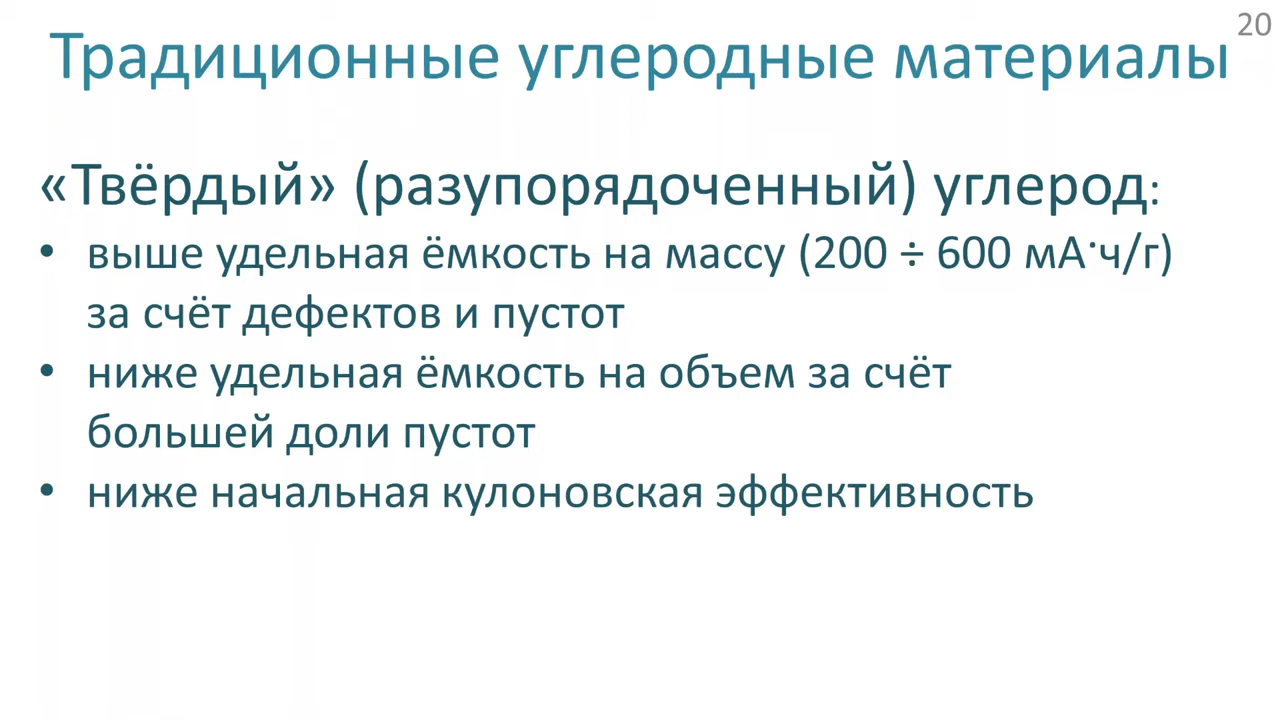 20
Традиционные углеродные материалы
«Твёрдый» (разупорядоченный) углерод:
• выше удельная ёмкость на массу (200 ÷ 600 мА·ч/г)
за счёт дефектов и пустот
• ниже удельная ёмкость на объем за счёт
большей доли пустот
• ниже начальная кулоновская эффективность